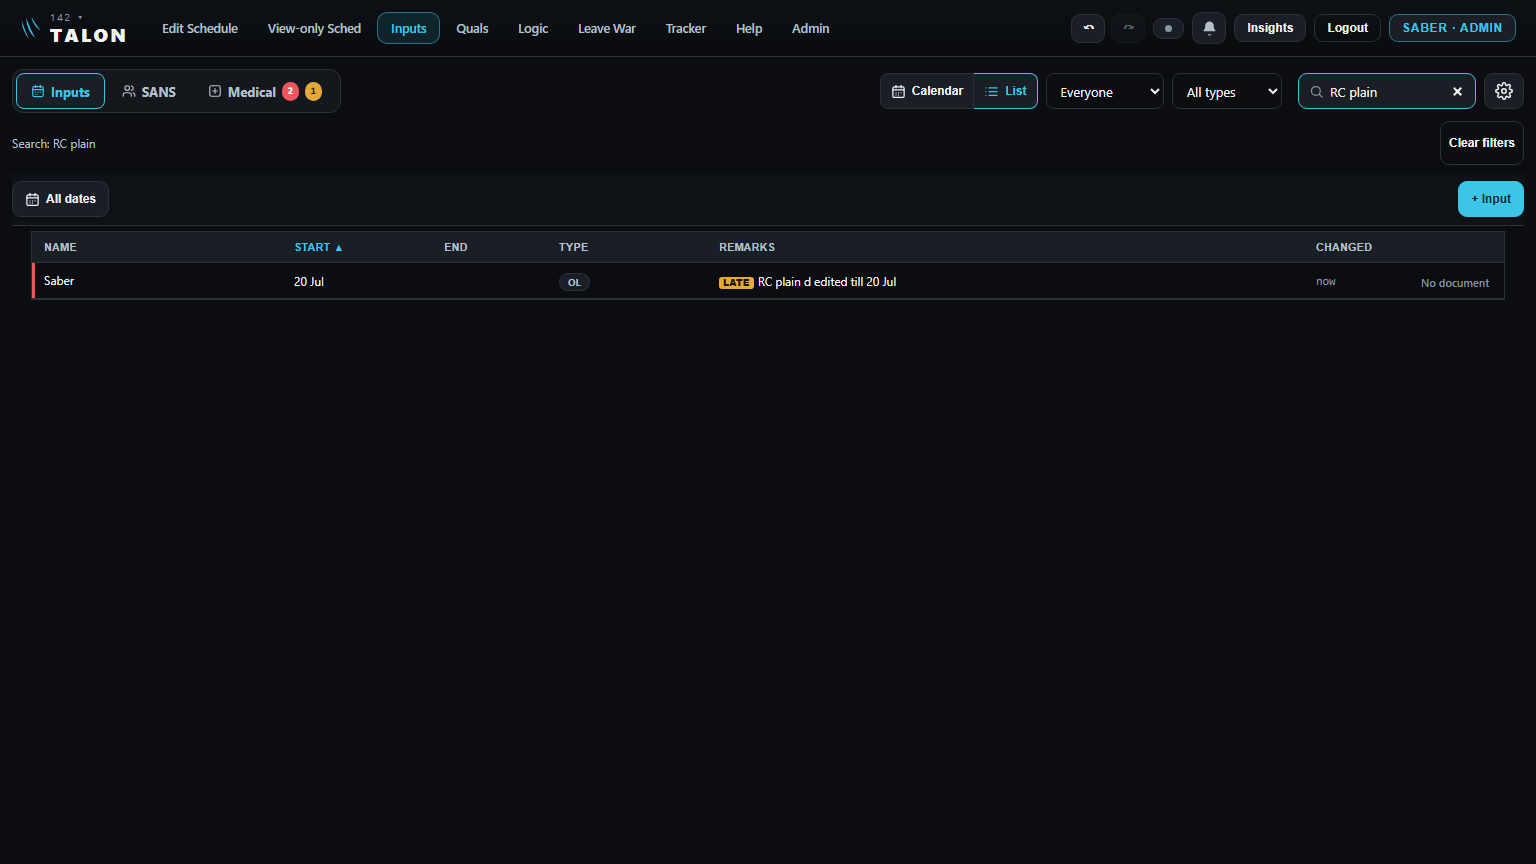 142
TALON
Edit Schedule
View-only Sched
Inputs
Quals
Logic
Leave War
Tracker
Help
Admin
Insights
Logout
SABER · ADMIN
Inputs
SANS
Medical 2 1
Calendar
List
Everyone
All types
RC plain
Search: RC plain
Clear filters
All dates
+ Input
NAME START ▲ END TYPE REMARKS CHANGED
Saber 20 Jul OL LATE RC plain d edited till 20 Jul now No document